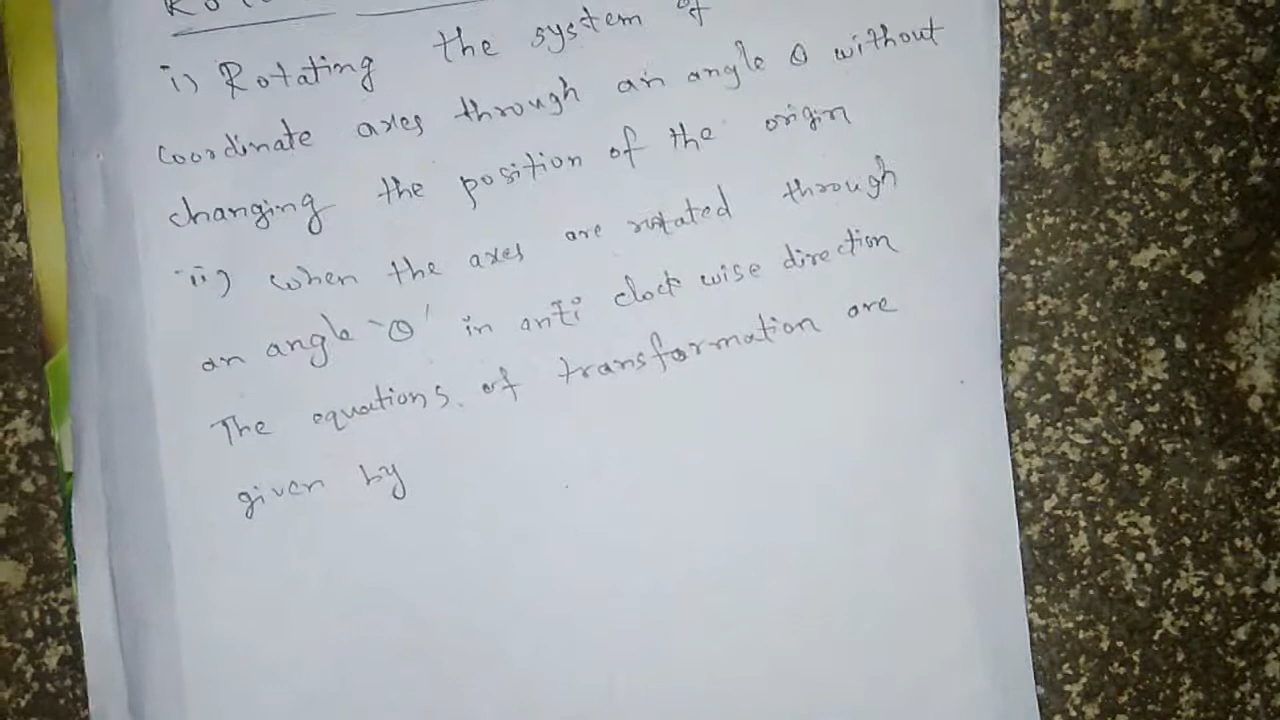 i) Rotating the system of
coordinate axes through an angle θ without
changing the position of the origin
ii) when the axes are rotated through
an angle 'θ' in anti clock wise direction
The equations of transformation are
given by